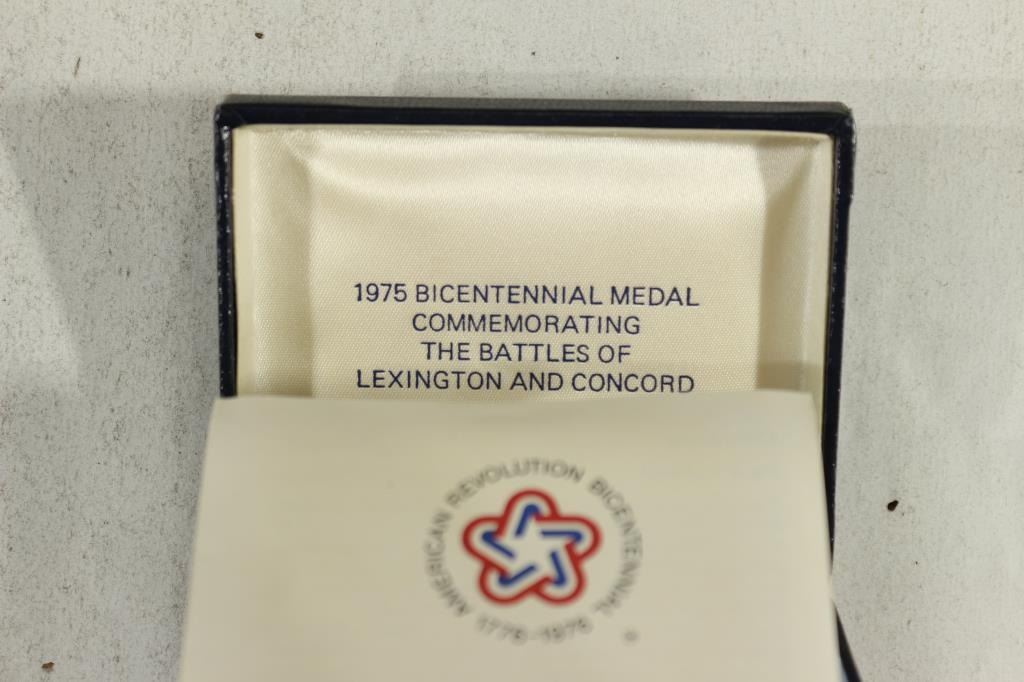 1975 BICENTENNIAL MEDAL
COMMEMORATING
THE BATTLES OF
LEXINGTON AND CONCORD
AMERICAN REVOLUTION BICENTENNIAL
1776-1976